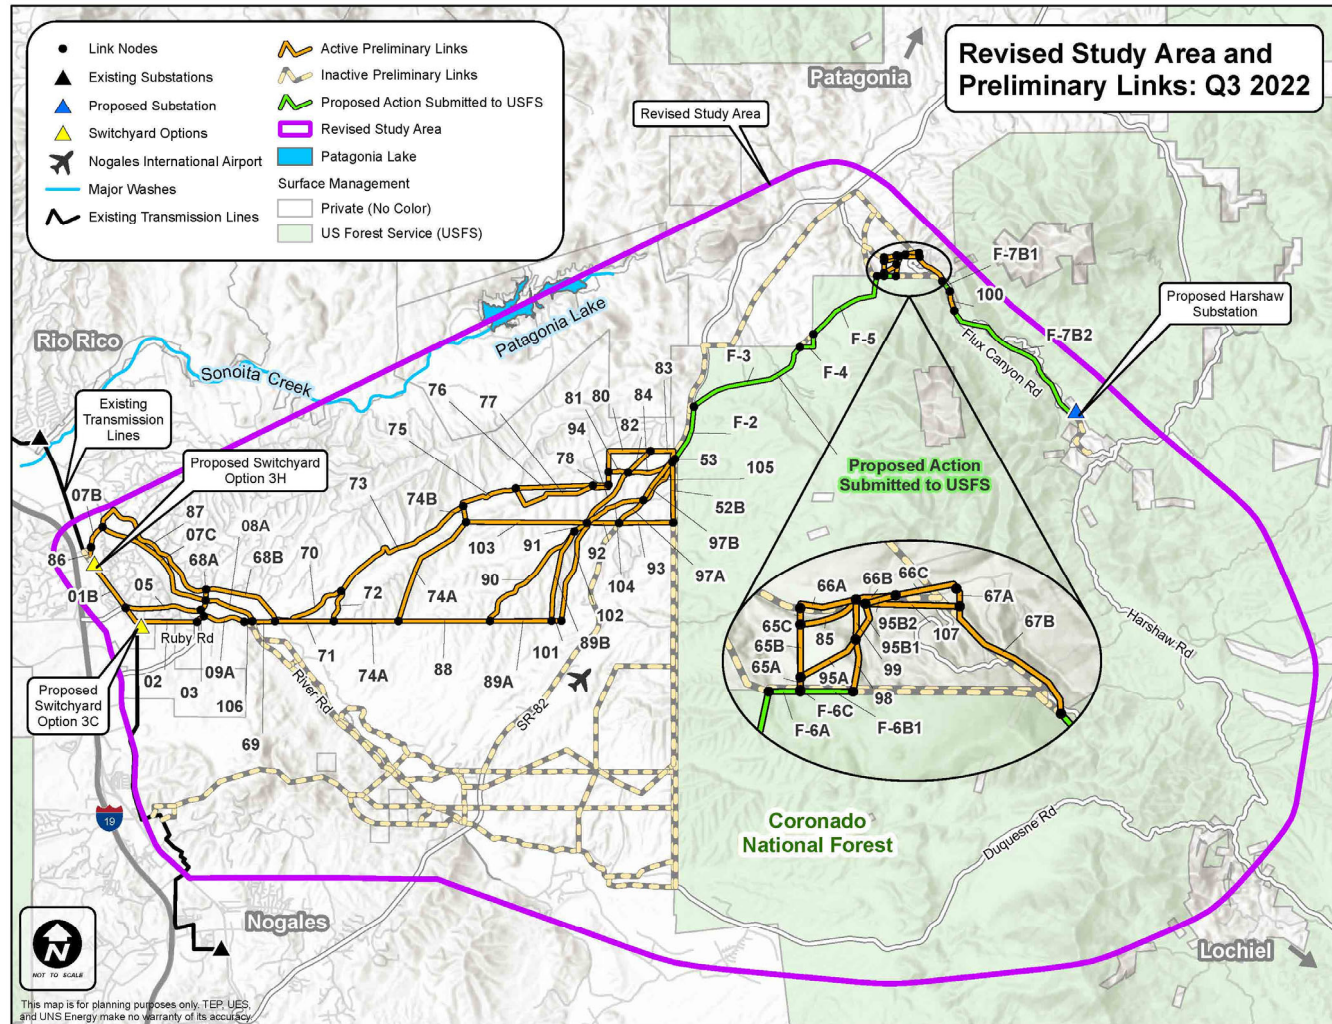 Revised Study Area and
Preliminary Links: Q3 2022
Link Nodes
Existing Substations
Proposed Substation
Switchyard Options
Nogales International Airport
Major Washes
Existing Transmission Lines
Active Preliminary Links
Inactive Preliminary Links
Proposed Action Submitted to USFS
Revised Study Area
Patagonia Lake
Surface Management
Private (No Color)
US Forest Service (USFS)
Patagonia
Revised Study Area
F-7B1
100
Proposed Harshaw
Substation
Rio Rico
Sonoita Creek
Patagonia Lake
Flux Canyon Rd
F-7B2
F-5
F-3
F-4
83
76
77
81
80
84
94
82
F-2
Existing
Transmission
Lines
75
78
53
105
Proposed Switchyard
Option 3H
Proposed Action
Submitted to USFS
73
74B
07B
87
07C
08A
68A
68B
70
52B
103
91
92
97B
86
05
90
104
93
97A
01B
72
74A
102
Ruby Rd
89B
101
Proposed
Switchyard
Option 3C
02
03
09A
106
69
71
74A
88
89A
River Rd
SR-82
Harshaw Rd
66A
66B
66C
67A
65C
85
95B2
107
67B
65B
95B1
65A
95A
99
98
F-6C
F-6A
F-6B1
19
Coronado
National Forest
Duquesne Rd
Nogales
Lochiel
N
NOT TO SCALE
This map is for planning purposes only. TEP, UES,
and UNS Energy make no warranty of its accuracy.